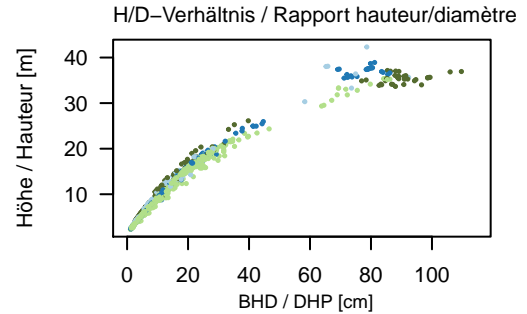 H/D−Verhältnis / Rapport hauteur/diamètre
Höhe / Hauteur [m]
40
30
20
10
0 20 40 60 80 100
BHD / DHP [cm]